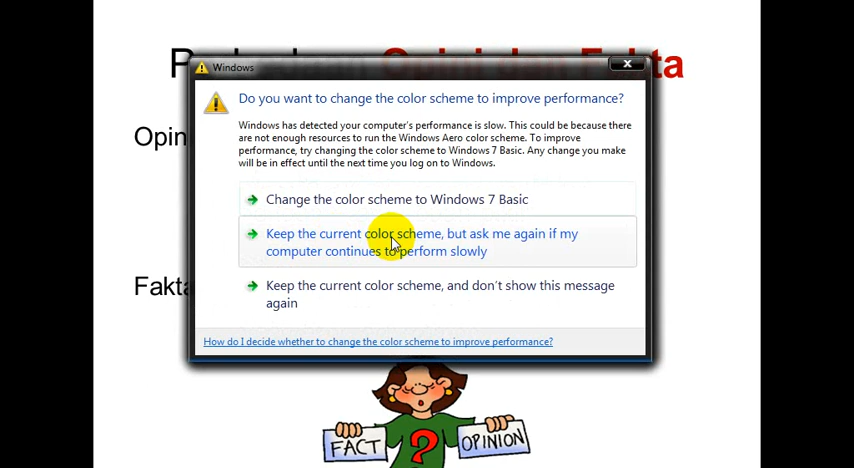 Opini dan Fakta
Windows
Do you want to change the color scheme to improve performance?
Windows has detected your computer's performance is slow. This could be because there
are not enough resources to run the Windows Aero color scheme. To improve
performance, try changing the color scheme to Windows 7 Basic. Any change you make
will be in effect until the next time you log on to Windows.
Opin
Change the color scheme to Windows 7 Basic
Keep the current color scheme, but ask me again if my
computer continues to perform slowly
Fakta
Keep the current color scheme, and don't show this message
again
How do I decide whether to change the color scheme to improve performance?
FACT
?
OPINION